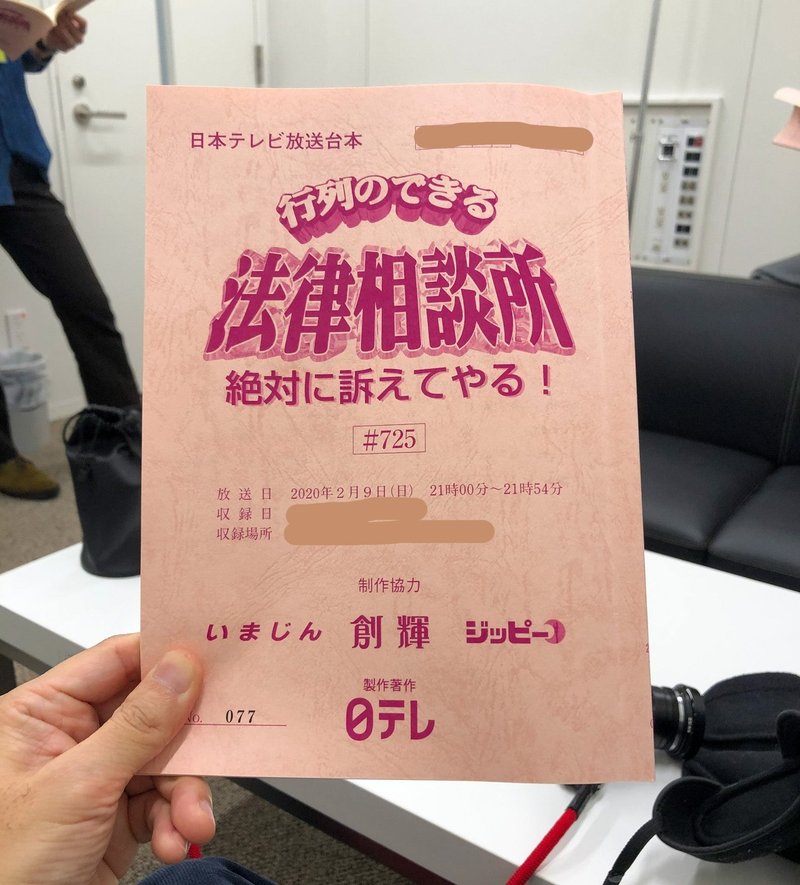 日本テレビ放送台本
行列のできる
法律相談所
絶対に訴えてやる！
#725
放送日 2020年2月9日(日) 21時00分〜21時54分
収録日
収録場所
制作協力
いまじん 創輝 ジッピー
製作著作
日テレ
No. 077